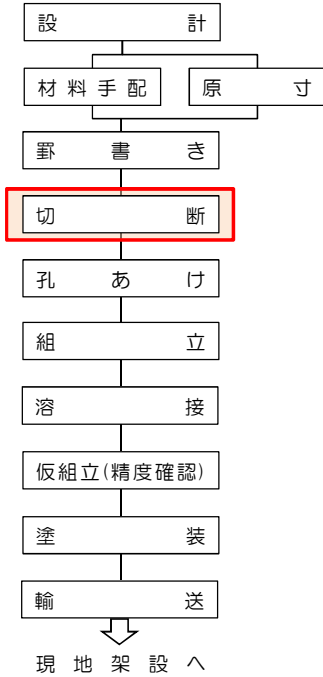 設計
材料手配
原寸
罫書き
切断
孔あけ
組立
溶接
仮組立(精度確認)
塗装
輸送
現地架設へ